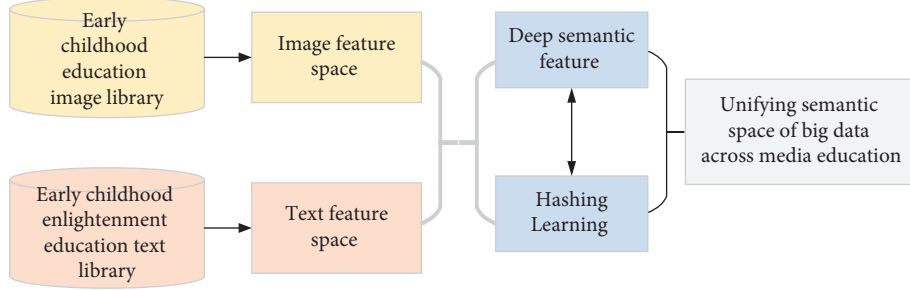 Early
childhood
education
image library
Image feature
space
Deep semantic
feature
Unifying semantic
space of big data
across media education
Early childhood
enlightenment
education text
library
Text feature
space
Hashing
Learning